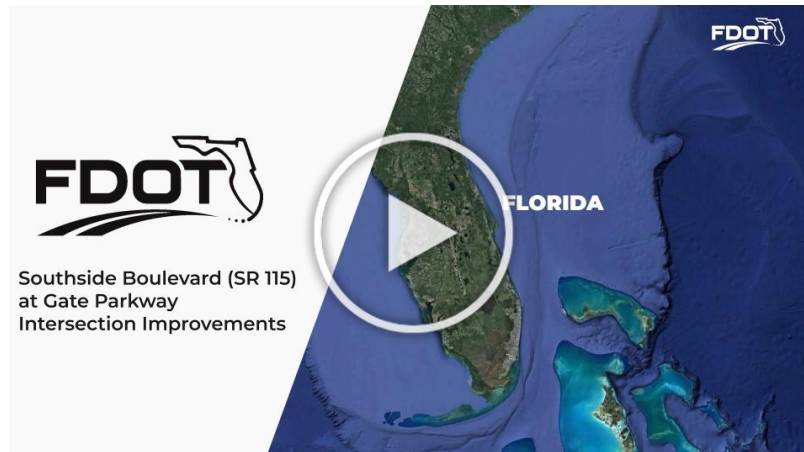 FDOT
FDOT
Southside Boulevard (SR 115)
at Gate Parkway
Intersection Improvements
FLORIDA